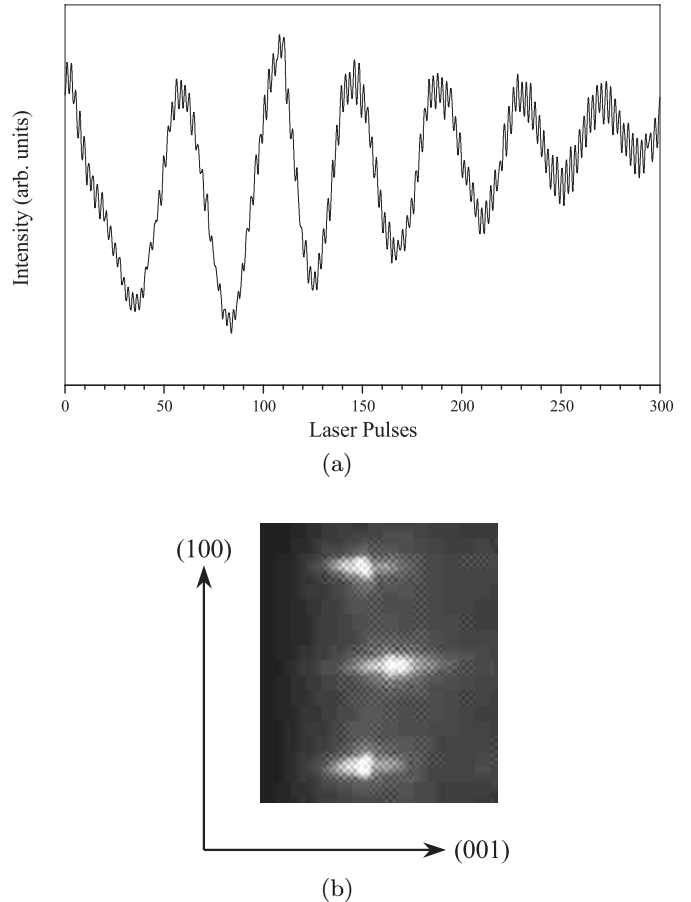 Intensity (arb. units)
0 50 100 150 200 250 300
Laser Pulses
(a)
(100)
(001)
(b)